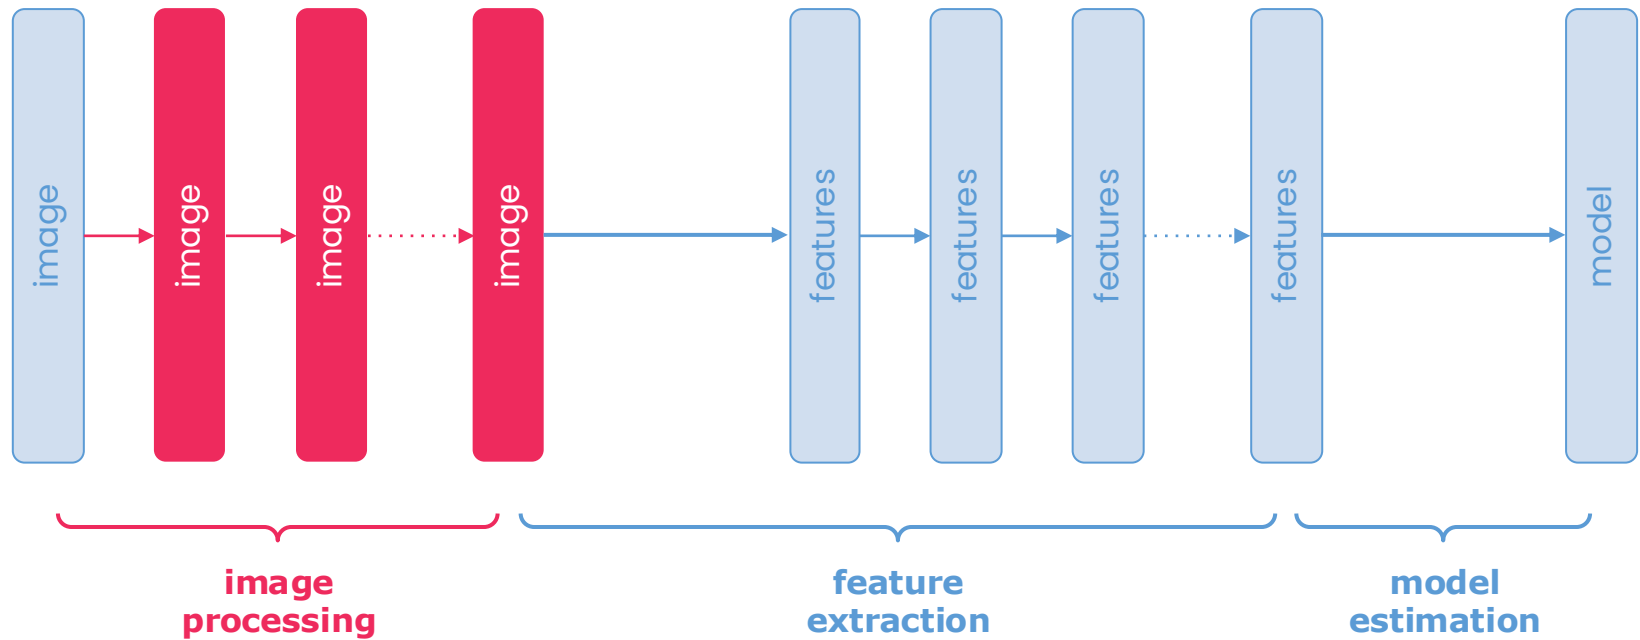 image
image
image
image
features
features
features
features
model
image
processing
feature
extraction
model
estimation